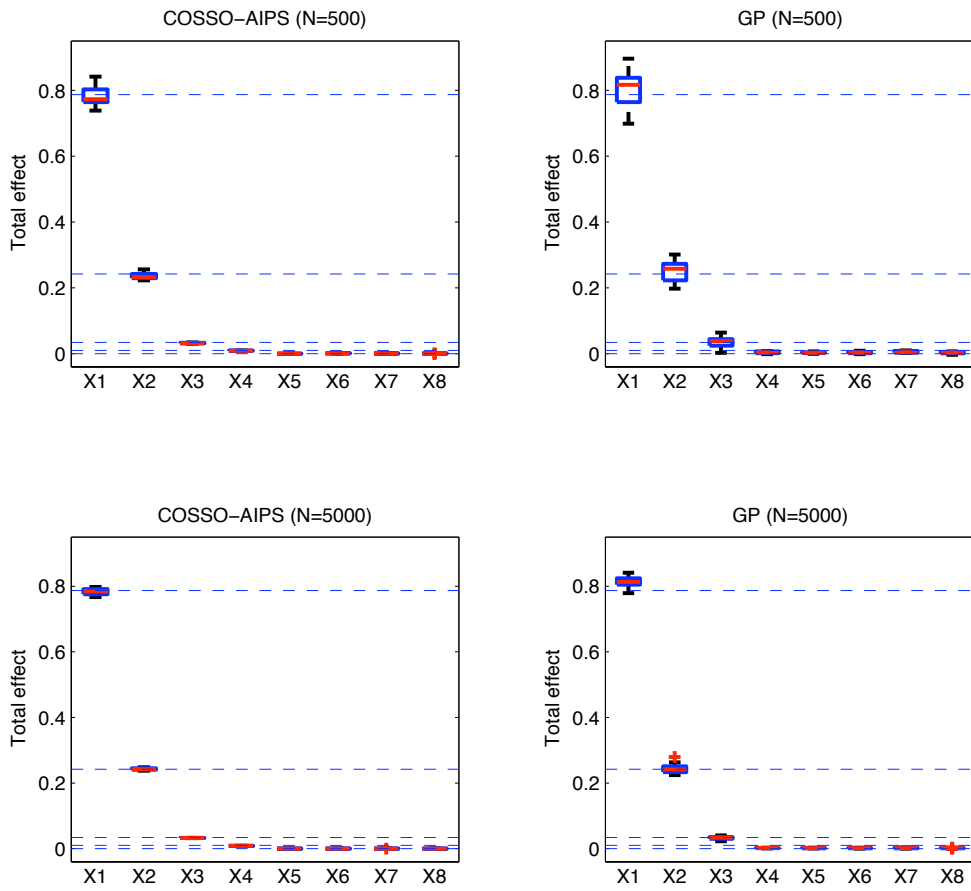 COSSO−AIPS (N=500)
Total effect
0.8
0.6
0.4
0.2
0
X1 X2 X3 X4 X5 X6 X7 X8
GP (N=500)
Total effect
0.8
0.6
0.4
0.2
0
X1 X2 X3 X4 X5 X6 X7 X8
COSSO−AIPS (N=5000)
Total effect
0.8
0.6
0.4
0.2
0
X1 X2 X3 X4 X5 X6 X7 X8
GP (N=5000)
Total effect
0.8
0.6
0.4
0.2
0
X1 X2 X3 X4 X5 X6 X7 X8